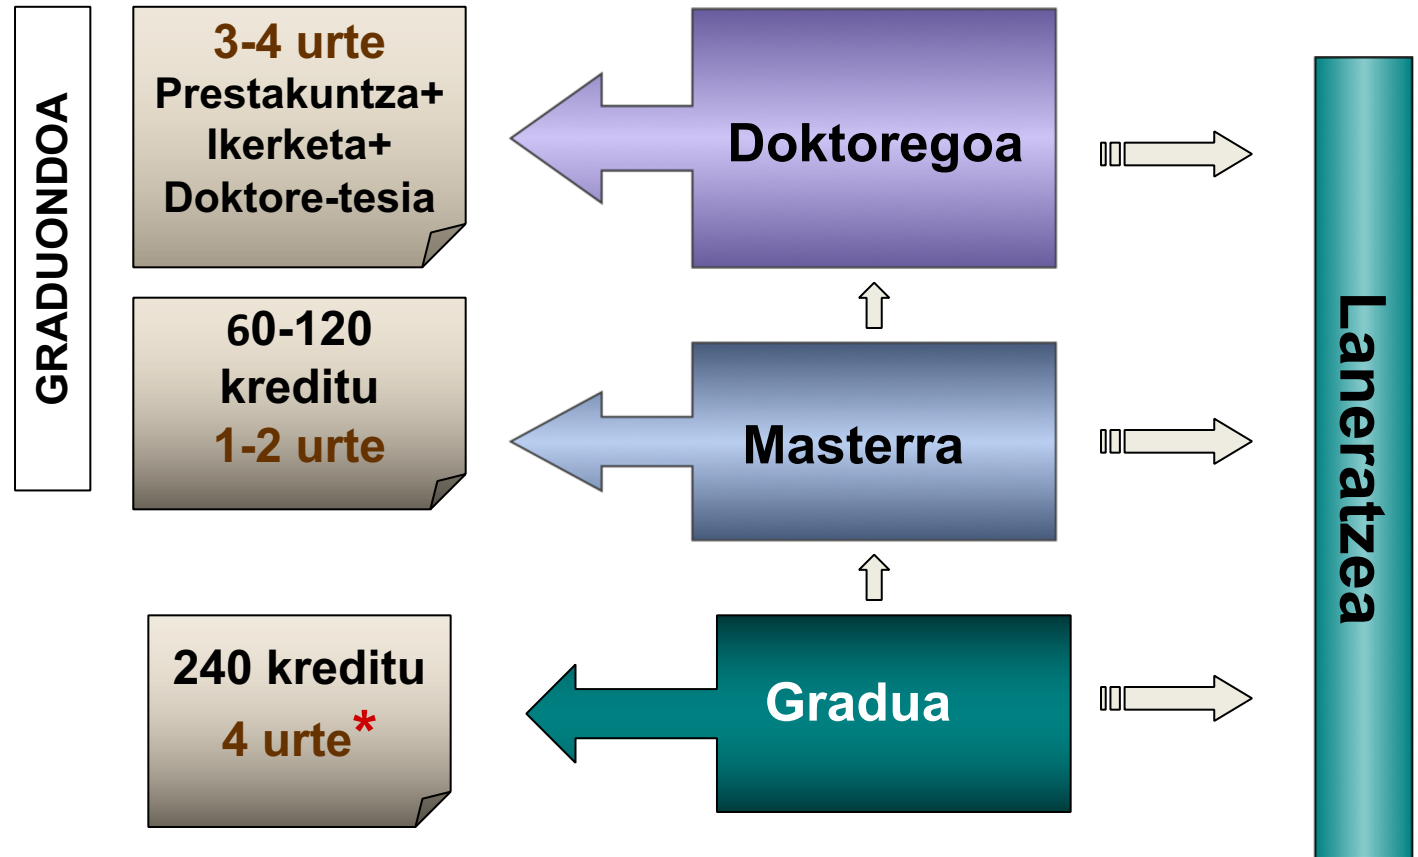 GRADUONDOA
3-4 urte
Prestakuntza+
Ikerketa+
Doktore-tesia
Doktoregoa
60-120
kreditu
1-2 urte
Masterra
240 kreditu
4 urte*
Gradua
Laneratzea